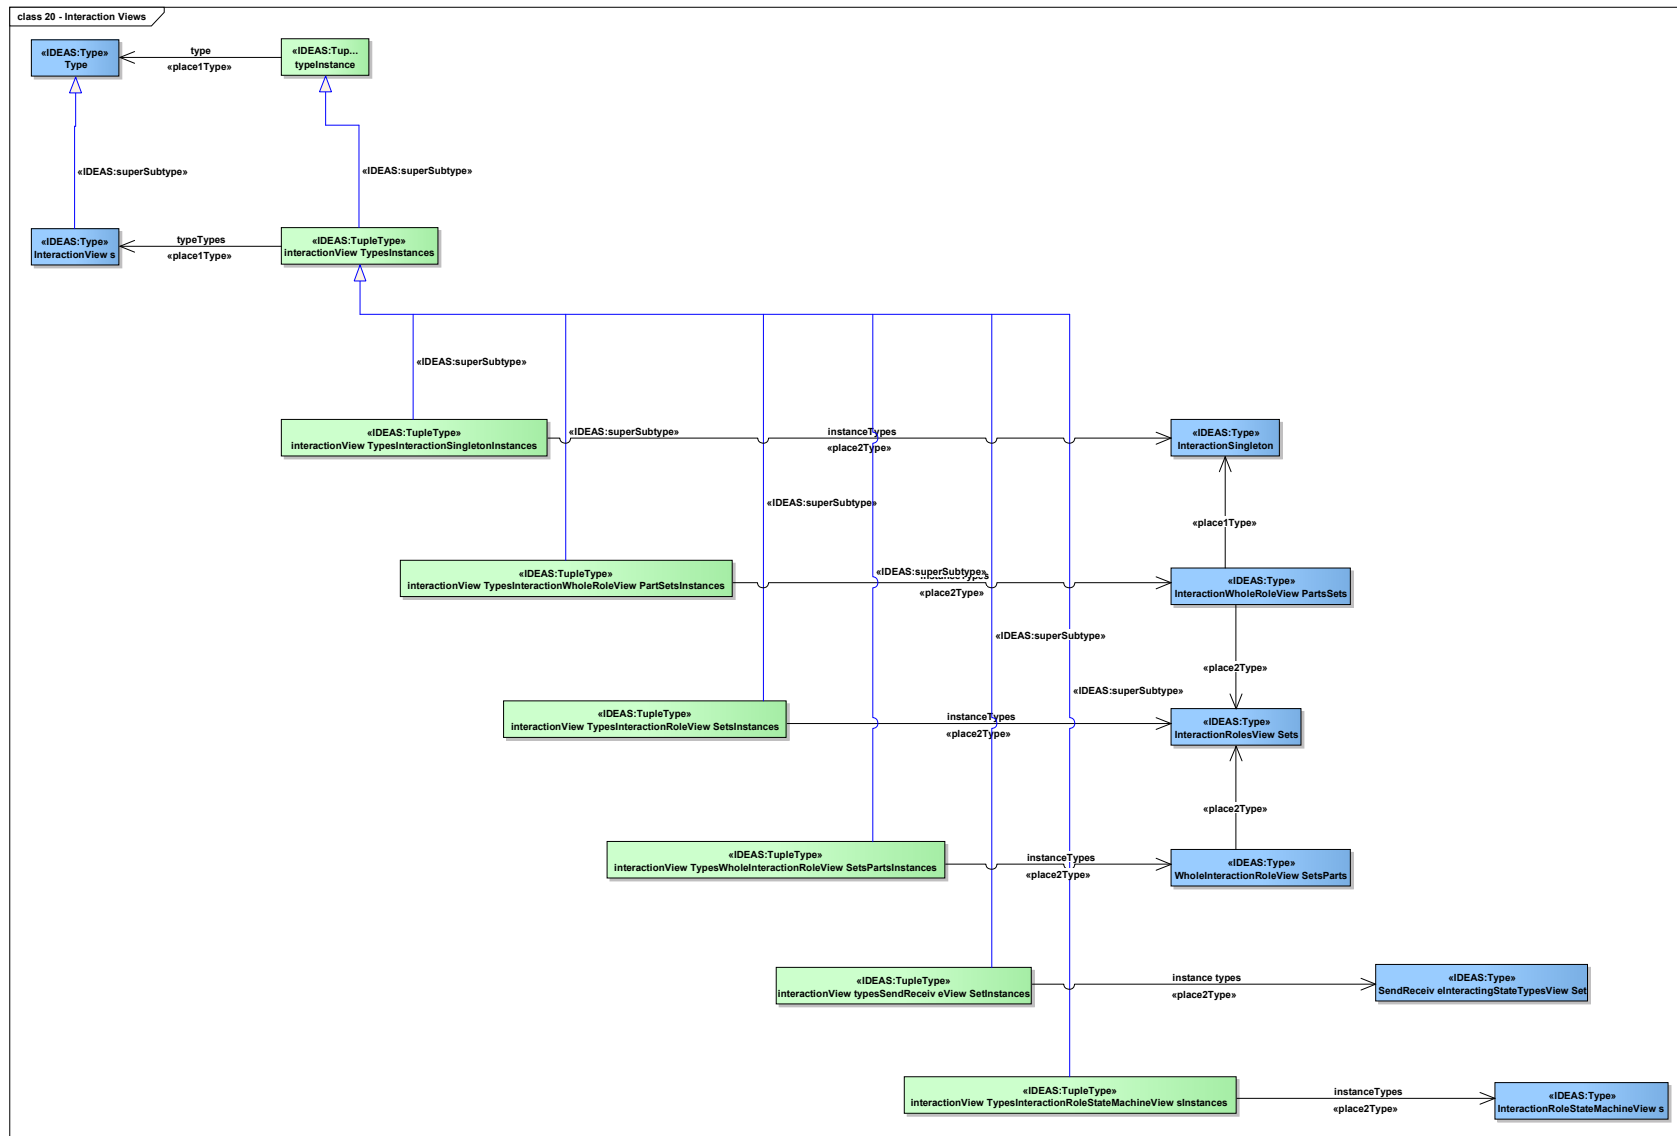 class 20 - Interaction Views
«IDEAS:Type»
Type
type
«place1Type»
«IDEAS:Tup...
typeInstance
«IDEAS:superSubtype»
«IDEAS:superSubtype»
«IDEAS:Type»
InteractionView s
typeTypes
«place1Type»
«IDEAS:TupleType»
interactionView TypesInstances
«IDEAS:superSubtype»
«IDEAS:TupleType»
interactionView TypesInteractionSingletonInstances
«IDEAS:superSubtype»
instanceTypes
«place2Type»
«IDEAS:Type»
InteractionSingleton
«IDEAS:superSubtype»
«place1Type»
«IDEAS:TupleType»
interactionView TypesInteractionWholeRoleView PartSetsInstances
«IDEAS:superSubtype»
instanceTypes
«place2Type»
«IDEAS:Type»
InteractionWholeRoleView PartsSets
«IDEAS:superSubtype»
«place2Type»
«IDEAS:superSubtype»
«IDEAS:TupleType»
interactionView TypesInteractionRoleView SetsInstances
instanceTypes
«place2Type»
«IDEAS:Type»
InteractionRolesView Sets
«place2Type»
«IDEAS:TupleType»
interactionView TypesWholeInteractionRoleView SetsPartsInstances
instanceTypes
«place2Type»
«IDEAS:Type»
WholeInteractionRoleView SetsParts
«IDEAS:TupleType»
interactionView typesSendReceiv eView SetInstances
instance types
«place2Type»
«IDEAS:Type»
SendReceiv eInteractingStateTypesView Set
«IDEAS:TupleType»
interactionView TypesInteractionRoleStateMachineView sInstances
instanceTypes
«place2Type»
«IDEAS:Type»
InteractionRoleStateMachineView s